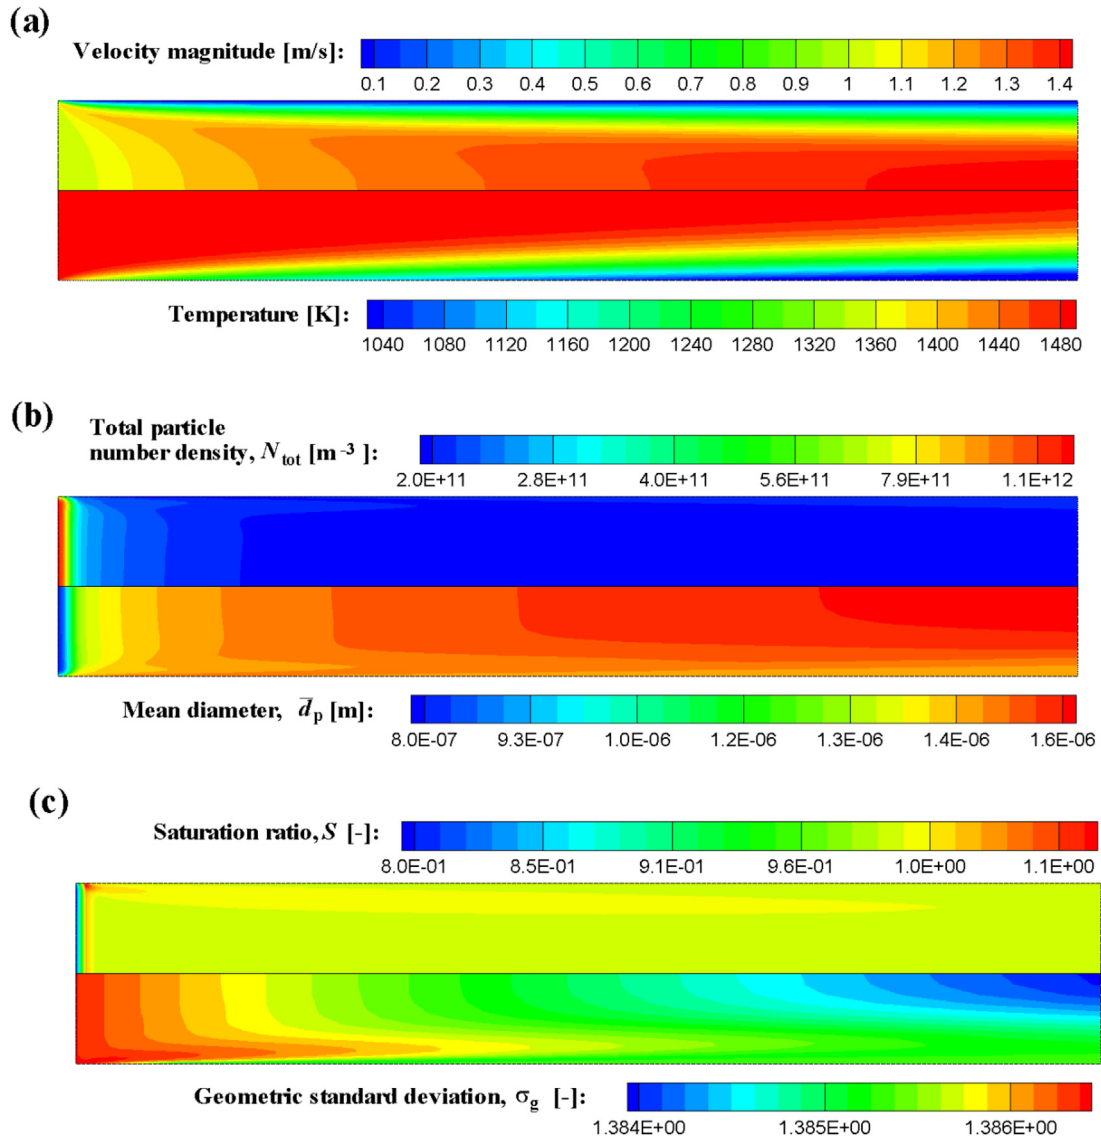 (a)
Velocity magnitude [m/s]:
0.1 0.2 0.3 0.4 0.5 0.6 0.7 0.8 0.9 1 1.1 1.2 1.3 1.4
Temperature [K]:
1040 1080 1120 1160 1200 1240 1280 1320 1360 1400 1440 1480
(b)
Total particle
number density, N_tot [m⁻³]:
2.0E+11 2.8E+11 4.0E+11 5.6E+11 7.9E+11 1.1E+12
Mean diameter, d̄_p [m]:
8.0E-07 9.3E-07 1.0E-06 1.2E-06 1.3E-06 1.4E-06 1.6E-06
(c)
Saturation ratio, S [-]:
8.0E-01 8.5E-01 9.1E-01 9.6E-01 1.0E+00 1.1E+00
Geometric standard deviation, σ_g [-]:
1.384E+00 1.385E+00 1.386E+00